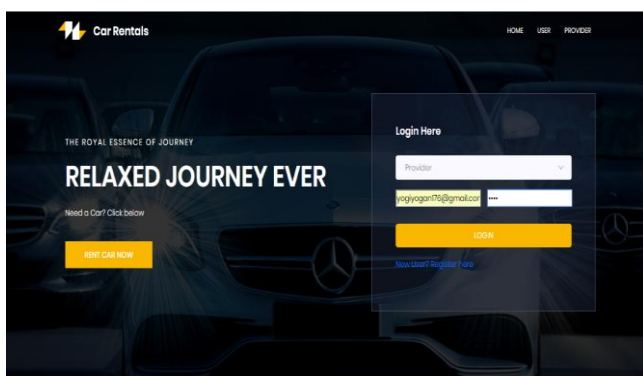 Car Rentals
HOME USER PROVIDER
THE ROYAL ESSENCE OF JOURNEY
RELAXED JOURNEY EVER
Need a Car? Click below
RENT CAR NOW
Login Here
Provider
yogiyogan176@gmail.com
••••
LOGIN
New User? Register here